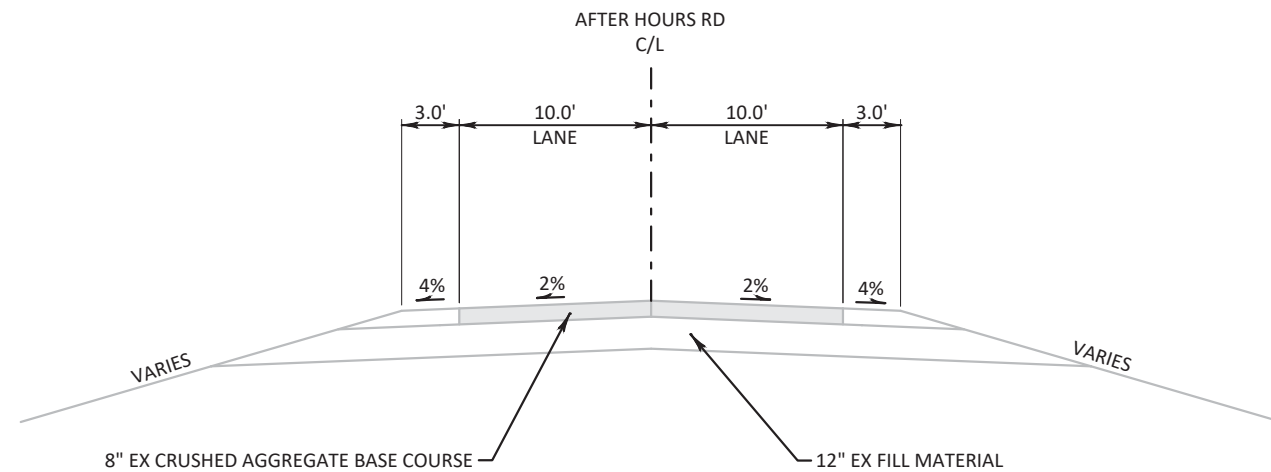 AFTER HOURS RD
C/L
3.0' 10.0' 10.0' 3.0'
LANE LANE
4% 2% 2% 4%
VARIES VARIES
8" EX CRUSHED AGGREGATE BASE COURSE 12" EX FILL MATERIAL